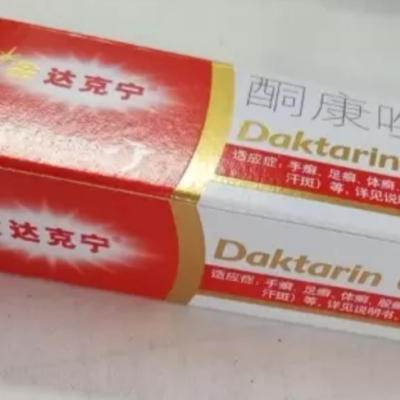 金达克宁®
酮康唑
Daktarin
适应症:手癣、足癣、体癣、
汗斑)等,详见说明
达克宁®
Daktarin
适应症:手癣、足癣、体癣、股癣
汗斑)等,详见说明书。